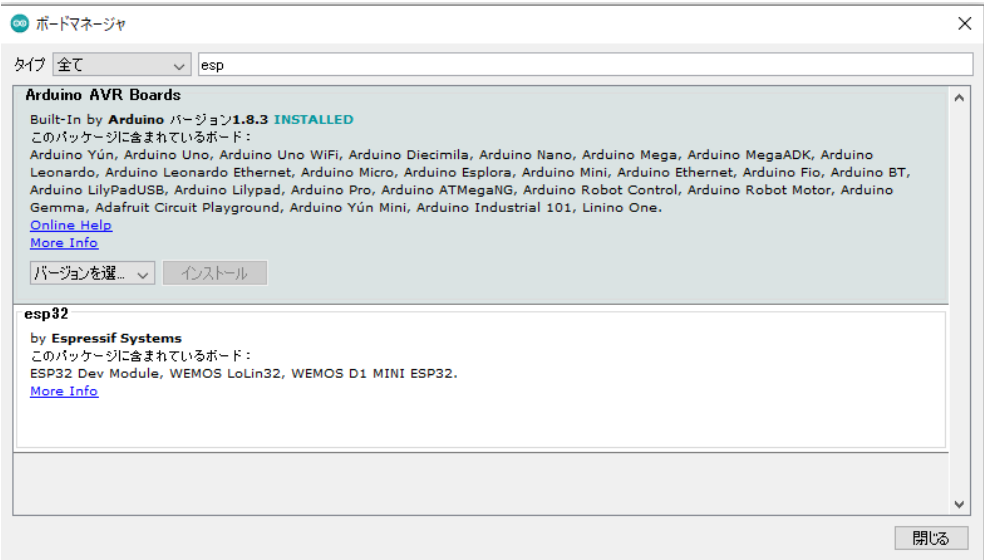 ボードマネージャ
タイプ 全て esp
Arduino AVR Boards
Built-In by Arduino バージョン1.8.3 INSTALLED
このパッケージに含まれているボード：
Arduino Yún, Arduino Uno, Arduino Uno WiFi, Arduino Diecimila, Arduino Nano, Arduino Mega, Arduino MegaADK, Arduino
Leonardo, Arduino Leonardo Ethernet, Arduino Micro, Arduino Esplora, Arduino Mini, Arduino Ethernet, Arduino Fio, Arduino BT,
Arduino LilyPadUSB, Arduino Lilypad, Arduino Pro, Arduino ATMegaNG, Arduino Robot Control, Arduino Robot Motor, Arduino
Gemma, Adafruit Circuit Playground, Arduino Yún Mini, Arduino Industrial 101, Linino One.
Online Help
More Info
バージョンを選... インストール
esp32
by Espressif Systems
このパッケージに含まれているボード：
ESP32 Dev Module, WEMOS LoLin32, WEMOS D1 MINI ESP32.
More Info
閉じる